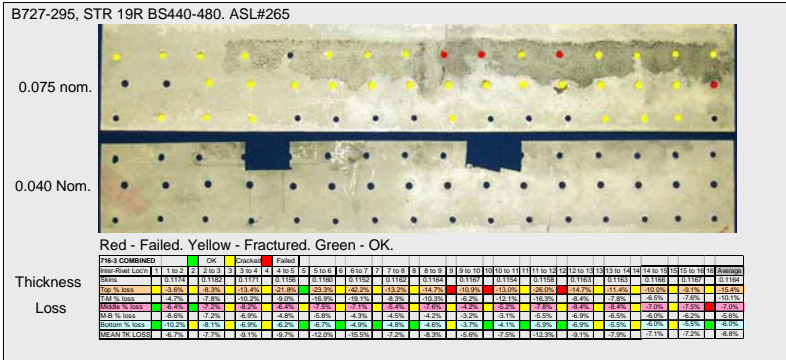 B727-295, STR 19R BS440-480. ASL#265
0.075 nom.
0.040 Nom.
Red - Failed. Yellow - Fractured. Green - OK.
Thickness
Loss
716-3 COMBINED OK Cracked Failed
Inter-Rivet Loc'n 1 1 to 2 2 2 to 3 3 3 to 4 4 4 to 5 5 5 to 6 6 6 to 7 7 7 to 8 8 8 to 9 9 9 to 10 10 10 to 11 11 11 to 12 12 12 to 13 13 13 to 14 14 14 to 15 15 15 to 16 16 Average
Skins 0.1174 0.1182 0.1171 0.1156 0.1160 0.1152 0.1162 0.1164 0.1167 0.1154 0.1158 0.1163 0.1163 0.1166 0.1167 0.1164
Top % loss -3.6% -8.3% -13.4% -21.8% -23.3% -42.2% -13.2% -14.7% -10.9% -13.0% -26.0% -14.7% -11.4% -10.0% -9.1% -15.4%
T-M % loss -4.7% -7.8% -10.2% -9.0% -16.9% -19.1% -8.3% -10.3% -6.2% -12.1% -16.3% -8.4% -7.8% -6.5% -7.6% -10.1%
Middle % loss -6.4% -7.2% -8.2% -6.4% -7.5% -7.1% -5.4% -7.6% -4.2% -5.2% -7.8% -8.4% -7.0% -7.5% -7.0%
M-B % loss -8.6% -7.2% -6.9% -4.8% -5.8% -4.3% -4.5% -4.2% -3.2% -3.1% -5.5% -6.9% -6.5% -6.0% -6.2% -5.6%
Bottom % loss -10.2% -8.1% -6.9% -6.2% -6.7% -4.9% -4.8% -4.6% -3.7% -4.1% -5.9% -6.9% -5.5% -6.0% -5.5% -6.0%
MEAN TK LOSS -6.7% -7.7% -9.1% -9.7% -12.0% -15.5% -7.2% -8.3% -5.6% -7.5% -12.3% -9.1% -7.9% -7.1% -7.2% -8.8%